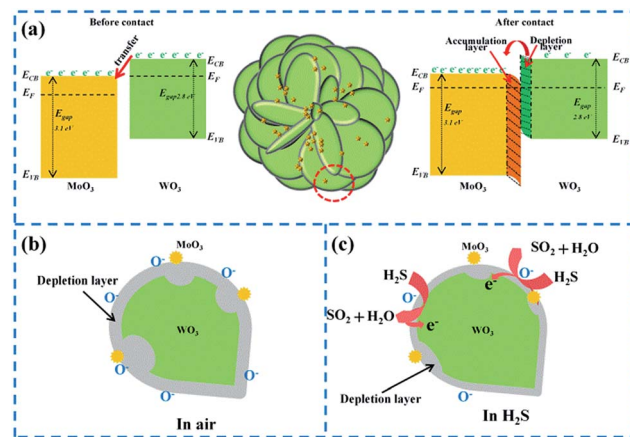 (a)
Before contact
transfer
e⁻ e⁻ e⁻ e⁻ e⁻
E_CB
e⁻ e⁻ e⁻ e⁻ e⁻ e⁻
E_CB
E_F
E_F
E_gap
3.1 eV
E_gap 2.8 eV
E_VB
E_VB
MoO₃
WO₃
After contact
Accumulation
layer
Depletion
layer
e⁻ e⁻ e⁻ e⁻
E_CB
e⁻ e⁻ e⁻ e⁻ e⁻ e⁻ e⁻
E_CB
E_F
E_F
E_gap
3.1 eV
E_gap
2.8 eV
E_VB
E_VB
MoO₃
WO₃
(b)
MoO₃
O⁻
O⁻
Depletion layer
O⁻
WO₃
O⁻
O⁻
O⁻
In air
(c)
SO₂ + H₂O
MoO₃
O⁻
H₂S
H₂S
e⁻
O⁻
SO₂ + H₂O
e⁻
WO₃
O⁻
Depletion layer
In H₂S